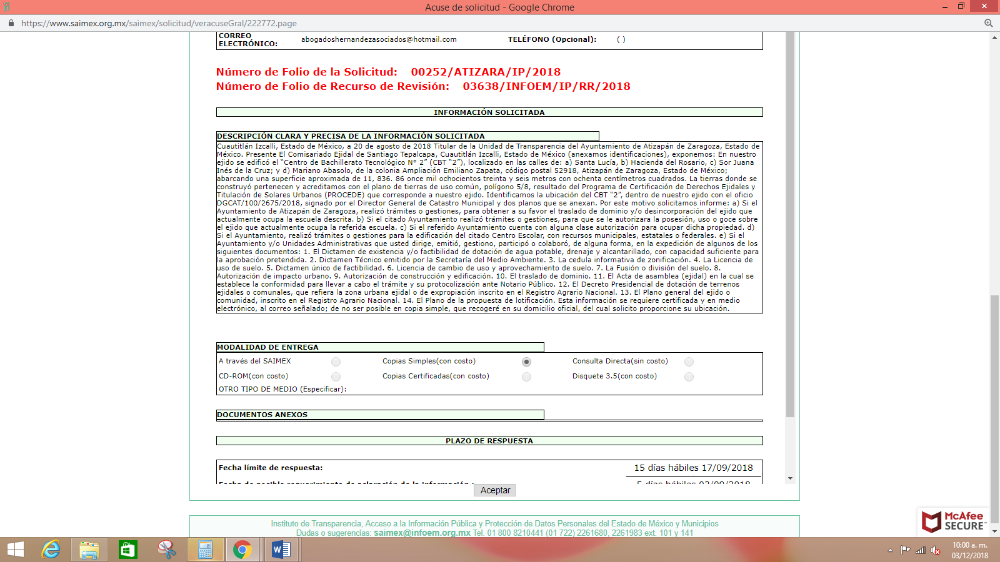 Acuse de solicitud - Google Chrome
https://www.saimex.org.mx/saimex/solicitud/veracuseGral/222772.page
CORREO
ELECTRÓNICO:
abogadoshernandezasociados@hotmail.com
TELÉFONO (Opcional):
( )
Número de Folio de la Solicitud: 00252/ATIZARA/IP/2018
Número de Folio de Recurso de Revisión: 03638/INFOEM/IP/RR/2018
INFORMACIÓN SOLICITADA
DESCRIPCIÓN CLARA Y PRECISA DE LA INFORMACIÓN SOLICITADA
Cuautitlán Izcalli, Estado de México, a 20 de agosto de 2018 Titular de la Unidad de Transparencia del Ayuntamiento de Atizapán de Zaragoza, Estado de
México. Presente El Comisariado Ejidal de Santiago Tepalcapa, Cuautitlán Izcalli, Estado de México (anexamos identificaciones), exponemos: En nuestro
ejido se edificó el “Centro de Bachillerato Tecnológico N° 2” (CBT “2”), localizado en las calles de: a) Santa Lucía, b) Hacienda del Rosario, c) Sor Juana
Inés de la Cruz; y d) Mariano Abasolo, de la colonia Ampliación Emiliano Zapata, código postal 52918, Atizapán de Zaragoza, Estado de México;
abarcando una superficie aproximada de 11, 836. 86 once mil ochocientos treinta y seis metros con ochenta centímetros cuadrados. La tierras donde se
construyó pertenecen y acreditamos con el plano de tierras de uso común, polígono 5/8, resultado del Programa de Certificación de Derechos Ejidales y
Titulación de Solares Urbanos (PROCEDE) que corresponde a nuestro ejido. Identificamos la ubicación del CBT “2”, dentro de nuestro ejido con el oficio
DGCAT/100/2675/2018, signado por el Director General de Catastro Municipal y dos planos que se anexan. Por este motivo solicitamos informe: a) Si el
Ayuntamiento de Atizapán de Zaragoza, realizó trámites o gestiones, para obtener a su favor el traslado de dominio y/o desincorporación del ejido que
actualmente ocupa la escuela descrita. b) Si el citado Ayuntamiento realizó trámites o gestiones, para que se le autorizara la posesión, uso o goce sobre
el ejido que actualmente ocupa la referida escuela. c) Si el referido Ayuntamiento cuenta con alguna clase autorización para ocupar dicha propiedad. d)
Si el Ayuntamiento, realizó trámites o gestiones para la edificación del citado Centro Escolar, con recursos municipales, estatales o federales. e) Si el
Ayuntamiento y/o Unidades Administrativas que usted dirige, emitió, gestiono, participó o colaboró, de alguna forma, en la expedición de algunos de los
siguientes documentos: 1. El Dictamen de existencia y/o factibilidad de dotación de agua potable, drenaje y alcantarillado, con capacidad suficiente para
la aprobación pretendida. 2. Dictamen Técnico emitido por la Secretaría del Medio Ambiente. 3. La cedula informativa de zonificación. 4. La Licencia de
uso de suelo. 5. Dictamen único de factibilidad. 6. Licencia de cambio de uso y aprovechamiento de suelo. 7. La Fusión o división del suelo. 8.
Autorización de impacto urbano. 9. Autorización de construcción y edificación. 10. El traslado de dominio. 11. El Acta de asamblea (ejidal) en la cual se
establece la conformidad para llevar a cabo el trámite y su protocolización ante Notario Público. 12. El Decreto Presidencial de dotación de terrenos
ejidales o comunales, que refiera la zona urbana ejidal o de expropiación inscrito en el Registro Agrario Nacional. 13. El Plano general del ejido o
comunidad, inscrito en el Registro Agrario Nacional. 14. El Plano de la propuesta de lotificación. Esta información se requiere certificada y en medio
electrónico, al correo señalado; de no ser posible en copia simple, que recogeré en su domicilio oficial, del cual solicito proporcione su ubicación.
MODALIDAD DE ENTREGA
A través del SAIMEX
Copias Simples(con costo)
Consulta Directa(sin costo)
CD-ROM(con costo)
Copias Certificadas(con costo)
Disquete 3.5(con costo)
OTRO TIPO DE MEDIO (Especificar):
DOCUMENTOS ANEXOS
PLAZO DE RESPUESTA
Fecha límite de respuesta:
15 días hábiles 17/09/2018
Fecha de posible requerimiento de aclaración de la información :
5 días hábiles 03/09/2018
Aceptar
Instituto de Transparencia, Acceso a la Información Pública y Protección de Datos Personales del Estado de México y Municipios
Dudas o sugerencias: saimex@infoem.org.mx Tel. 01 800 8210441 (01 722) 2261680, 2261983 ext. 101 y 141
McAfee
SECURE
10:00 a. m.
03/12/2018